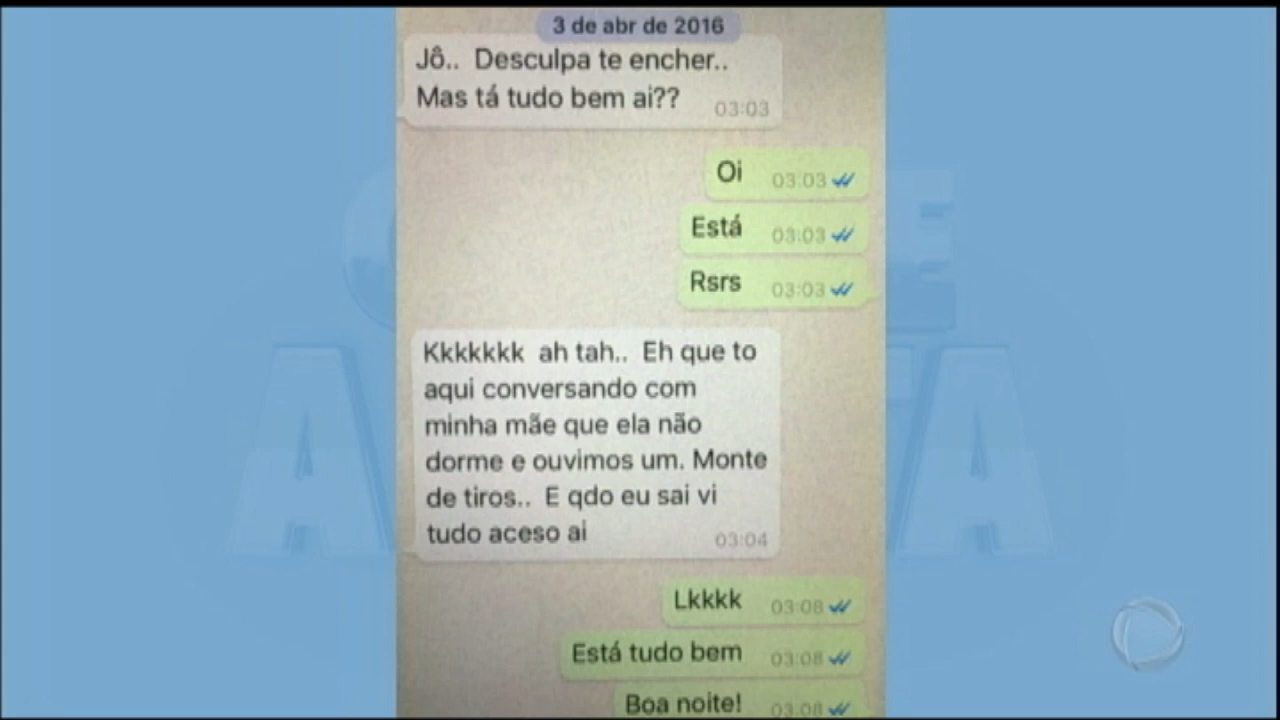 3 de abr de 2016
Jô.. Desculpa te encher..
Mas tá tudo bem ai??
03:03
Oi 03:03
Está 03:03
Rsrs 03:03
Kkkkkkk ah tah.. Eh que to
aqui conversando com
minha mãe que ela não
dorme e ouvimos um. Monte
de tiros.. E qdo eu sai vi
tudo aceso ai
03:04
Lkkkk 03:08
Está tudo bem 03:08
Boa noite! 03:08